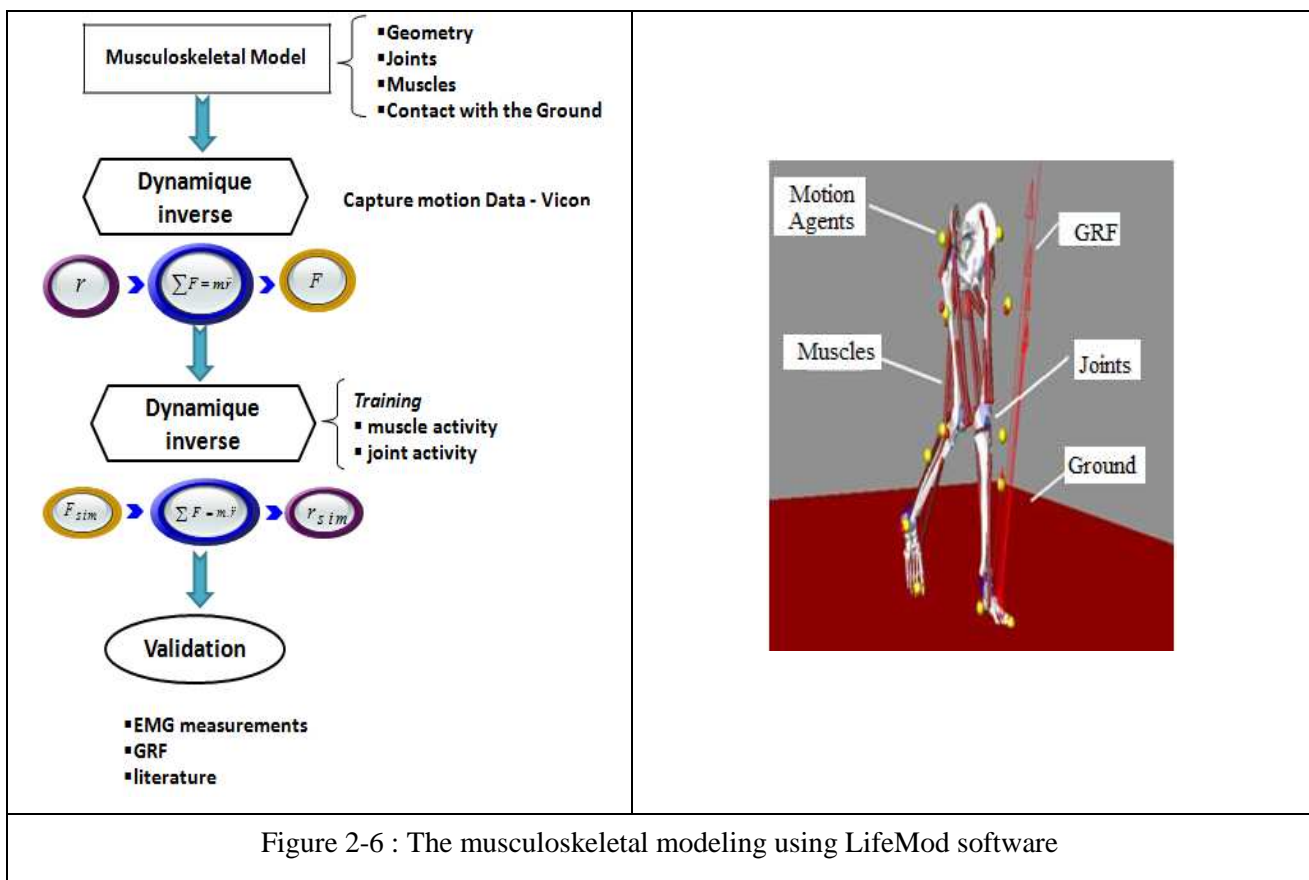 Musculoskeletal Model
▪Geometry
▪Joints
▪Muscles
▪Contact with the Ground
Dynamique
inverse
Capture motion Data - Vicon
r
∑F = mr̈
F
Dynamique
inverse
Training
▪ muscle activity
▪ joint activity
F sim
∑ F = m.r̈
r sim
Validation
▪EMG measurements
▪GRF
▪literature
Motion
Agents
GRF
Muscles
Joints
Ground
Figure 2-6 : The musculoskeletal modeling using LifeMod software